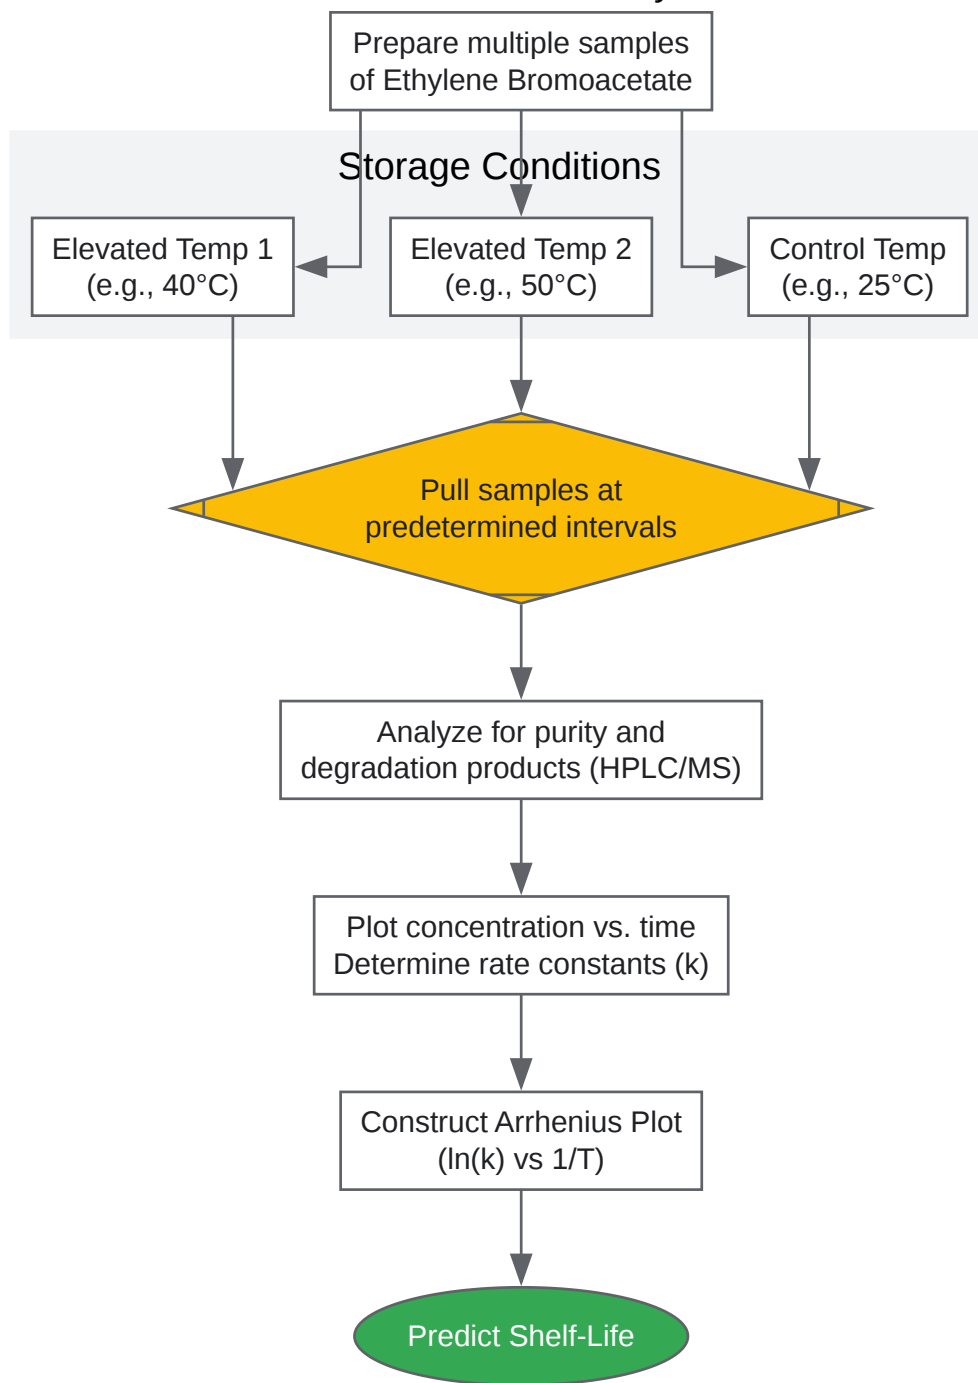 Prepare multiple samples
of Ethylene Bromoacetate
Storage Conditions
Elevated Temp 1
(e.g., 40°C)
Elevated Temp 2
(e.g., 50°C)
Control Temp
(e.g., 25°C)
Pull samples at
predetermined intervals
Analyze for purity and
degradation products (HPLC/MS)
Plot concentration vs. time
Determine rate constants (k)
Construct Arrhenius Plot
(ln(k) vs 1/T)
Predict Shelf-Life